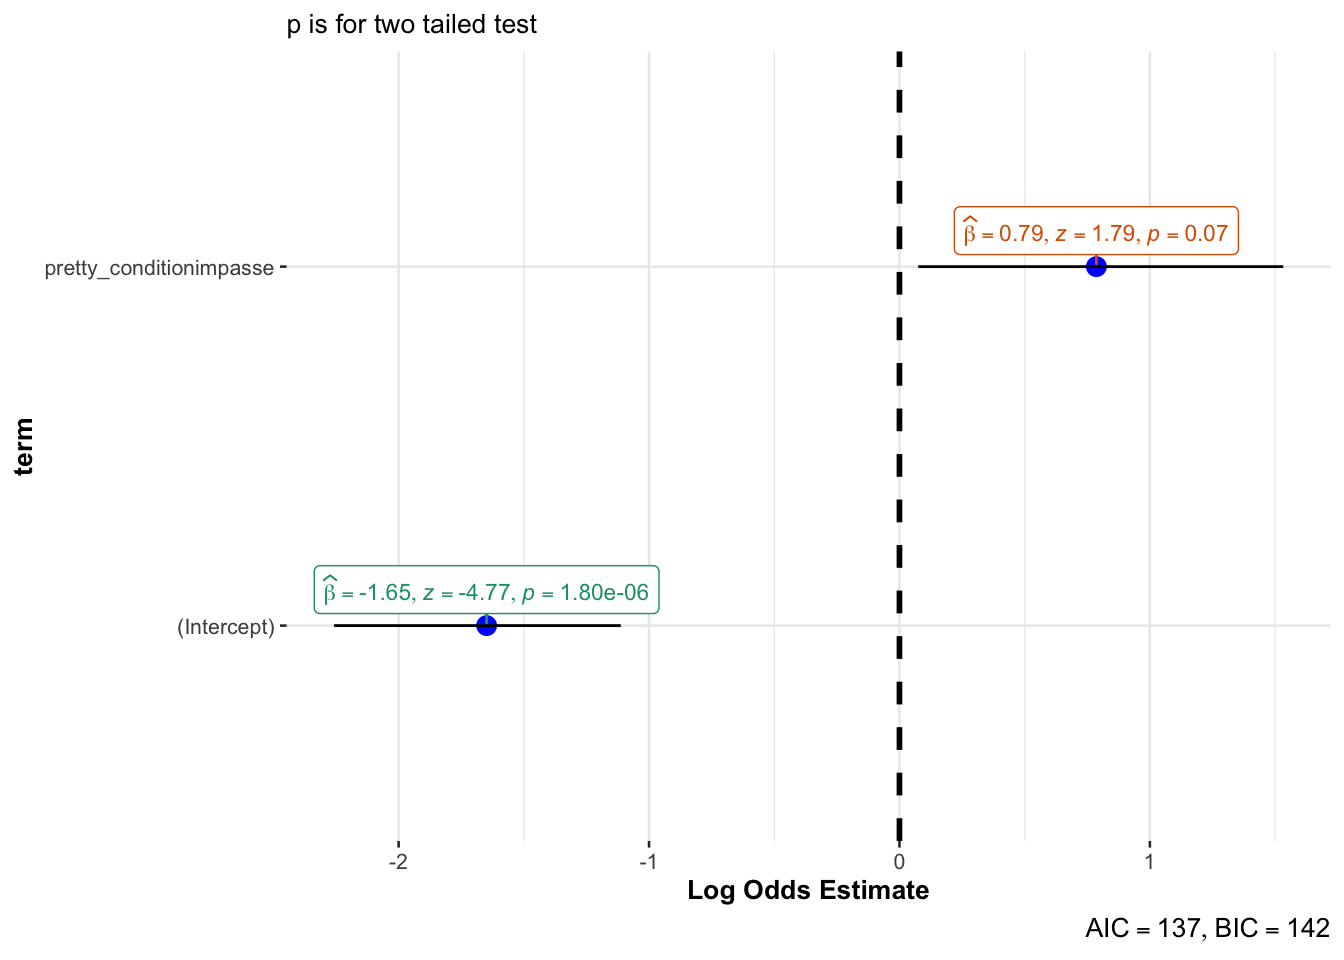 p is for two tailed test
pretty_conditionimpasse
β̂ = 0.79, z = 1.79, p = 0.07
term
β̂ = -1.65, z = -4.77, p = 1.80e-06
(Intercept)
-2 -1 0 1
Log Odds Estimate
AIC = 137, BIC = 142